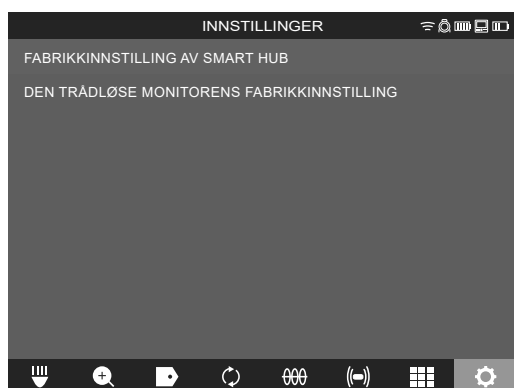 INNSTILLINGER
FABRIKKINNSTILLING AV SMART HUB
DEN TRÅDLØSE MONITORENS FABRIKKINNSTILLING